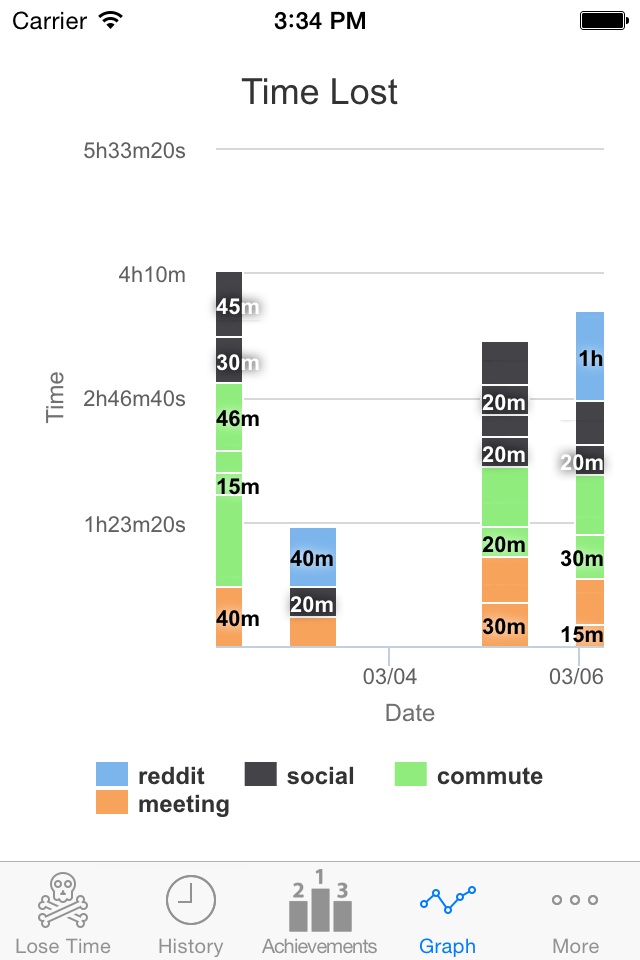 Carrier 3:34 PM
Time Lost
5h33m20s
4h10m
2h46m40s
1h23m20s
Time
45m
30m
46m
15m
40m
40m
20m
20m
20m
20m
30m
1h
20m
30m
15m
03/04 03/06
Date
reddit social commute
meeting
2 1 3
Lose Time History Achievements Graph More